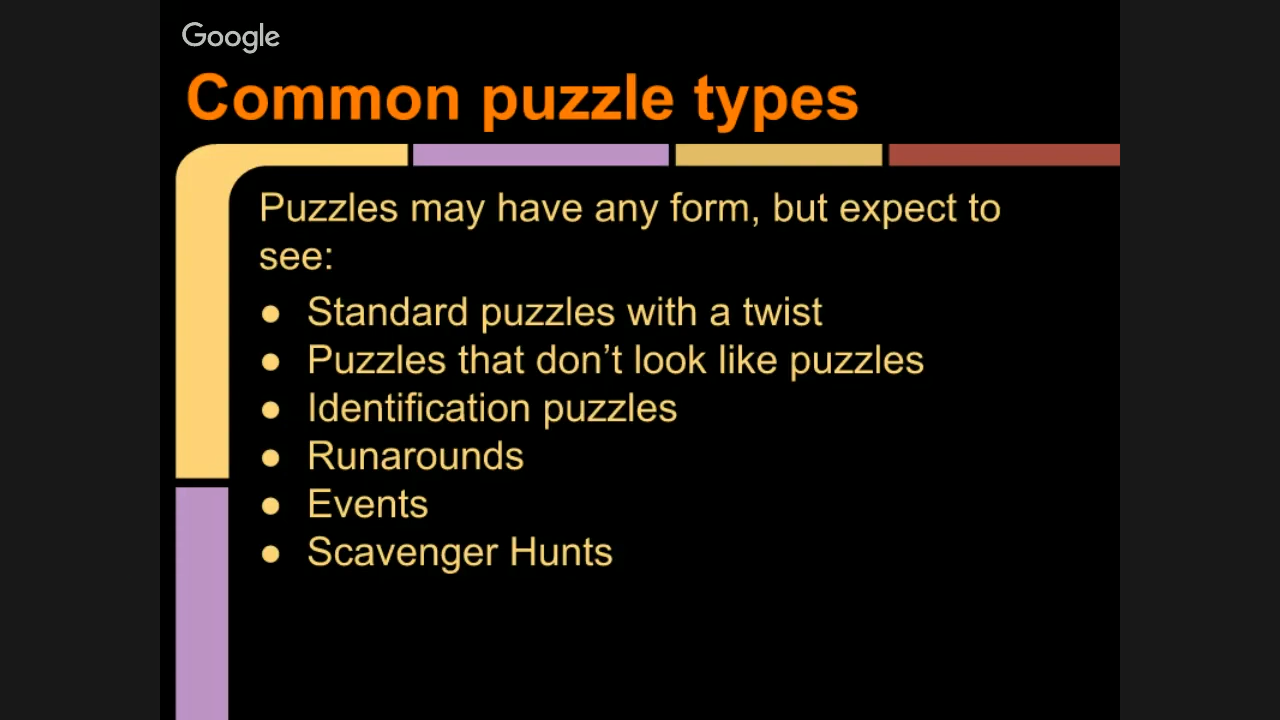 Google
Common puzzle types
Puzzles may have any form, but expect to
see:
● Standard puzzles with a twist
● Puzzles that don’t look like puzzles
● Identification puzzles
● Runarounds
● Events
● Scavenger Hunts